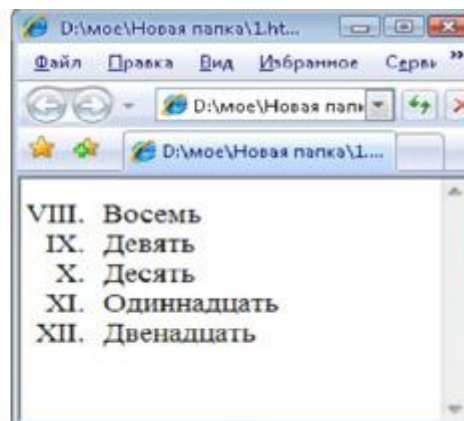 D:\мое\Новая папка\1.ht...
Файл Правка Вид Избранное Серви »
D:\мое\Новая папк
D:\мое\Новая папка\1....
VIII. Восемь
IX. Девять
X. Десять
XI. Одиннадцать
XII. Двенадцать